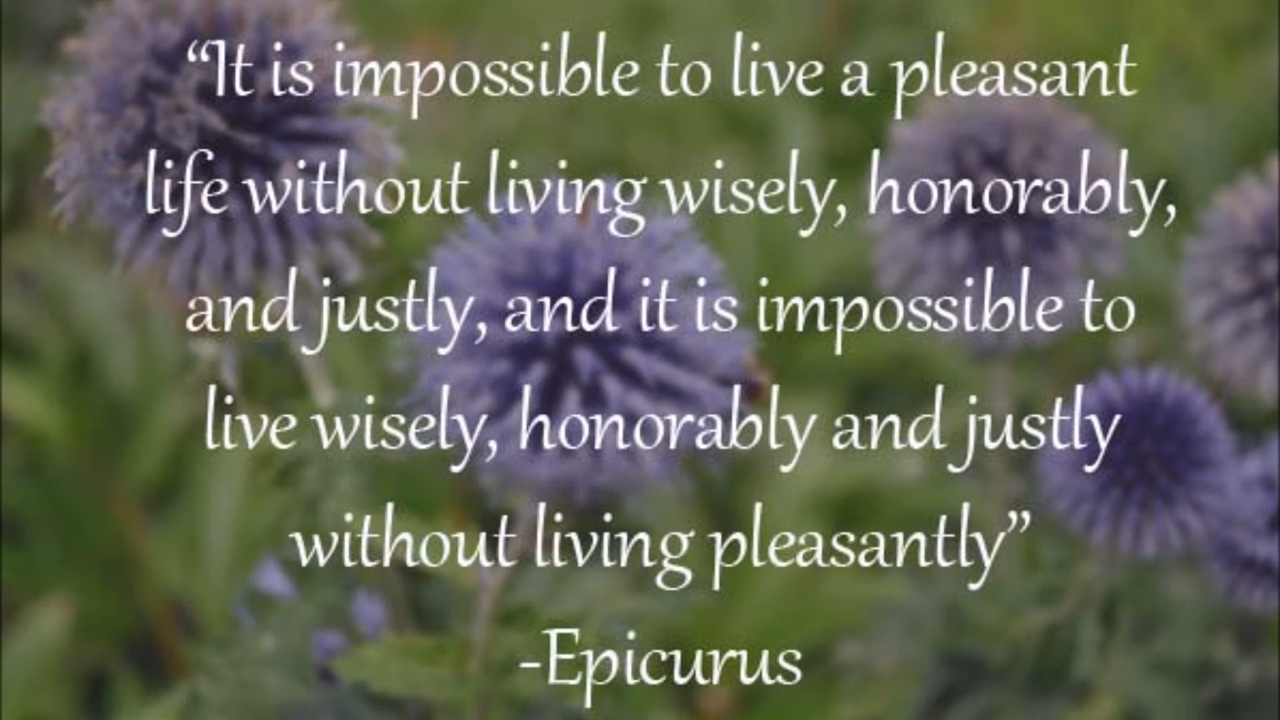 “It is impossible to live a pleasant
life without living wisely, honorably,
and justly, and it is impossible to
live wisely, honorably and justly
without living pleasantly”
-Epicurus